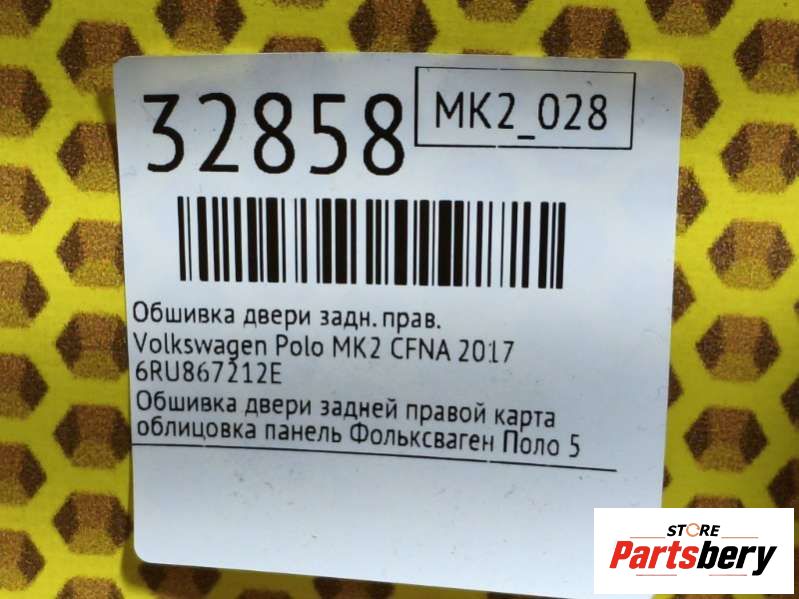 32858
MK2_028
Обшивка двери задн. прав.
Volkswagen Polo MK2 CFNA 2017
6RU867212E
Обшивка двери задней правой карта
облицовка панель Фольксваген Поло 5
STORE
Partsbery